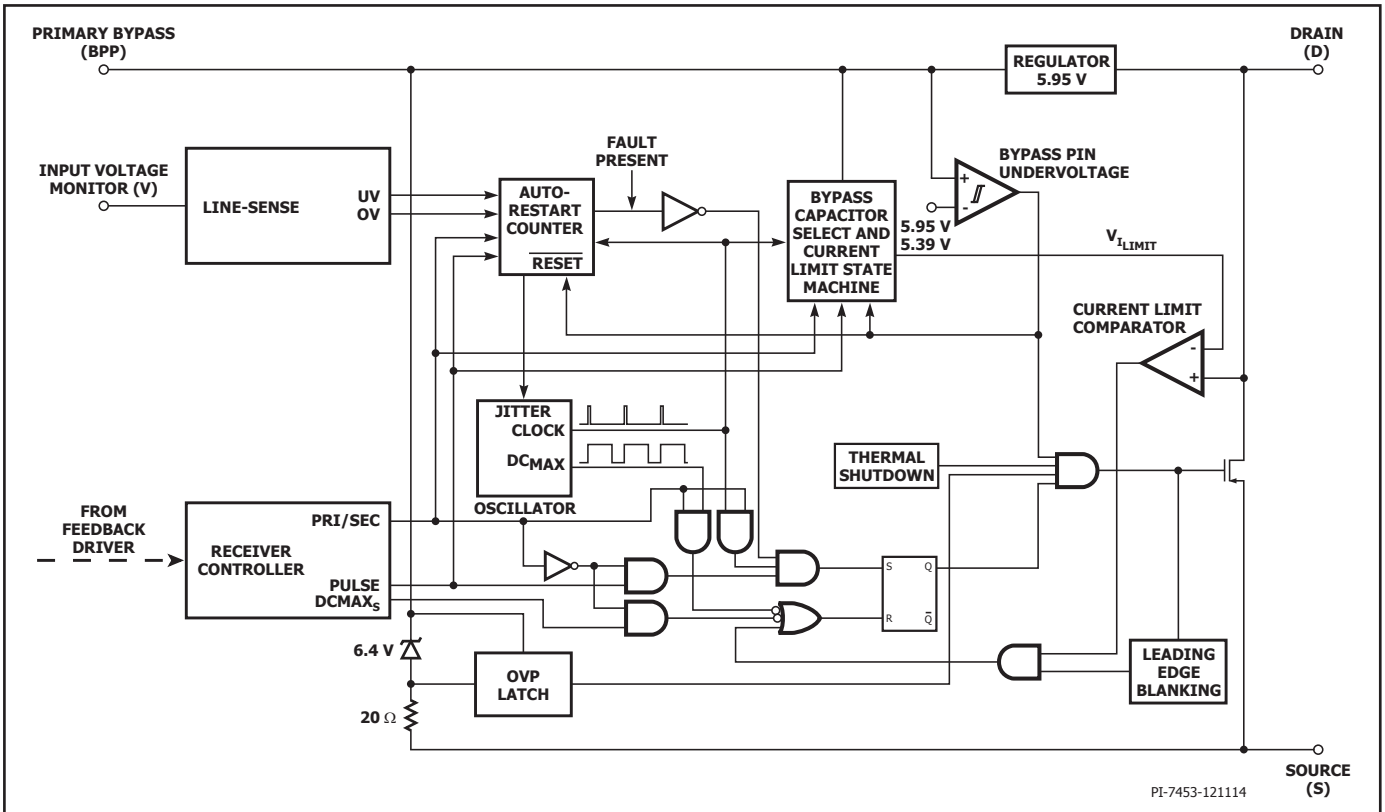 PRIMARY BYPASS
(BPP)
DRAIN
(D)
REGULATOR
5.95 V
INPUT VOLTAGE
MONITOR (V)
LINE-SENSE
UV
OV
FAULT
PRESENT
AUTO-
RESTART
COUNTER
RESET
BYPASS
CAPACITOR
SELECT AND
CURRENT
LIMIT STATE
MACHINE
BYPASS PIN
UNDERVOLTAGE
+
-
5.95 V
5.39 V
VILIMIT
CURRENT LIMIT
COMPARATOR
-
+
JITTER
CLOCK
DCMAX
OSCILLATOR
THERMAL
SHUTDOWN
FROM
FEEDBACK
DRIVER
RECEIVER
CONTROLLER
PRI/SEC
PULSE
DCMAXS
S Q
R Q̅
6.4 V
OVP
LATCH
20 Ω
LEADING
EDGE
BLANKING
SOURCE
(S)
PI-7453-121114